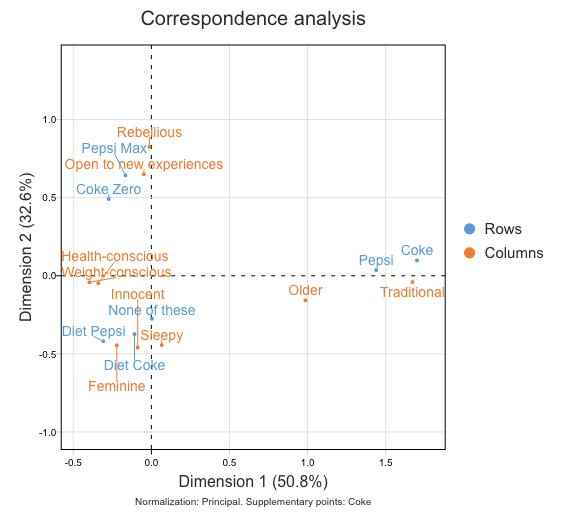 Correspondence analysis
Dimension 2 (32.6%)
1.0
0.5
0.0
-0.5
-1.0
Rebellious
Pepsi Max
Open to new experiences
Coke Zero
Health-conscious
Weight-conscious
Innocent
None of these
Diet Pepsi
Sleepy
Diet Coke
Feminine
Coke
Pepsi
Older
Traditional
Rows
Columns
-0.5
0.0
0.5
1.0
1.5
Dimension 1 (50.8%)
Normalization: Principal. Supplementary points: Coke